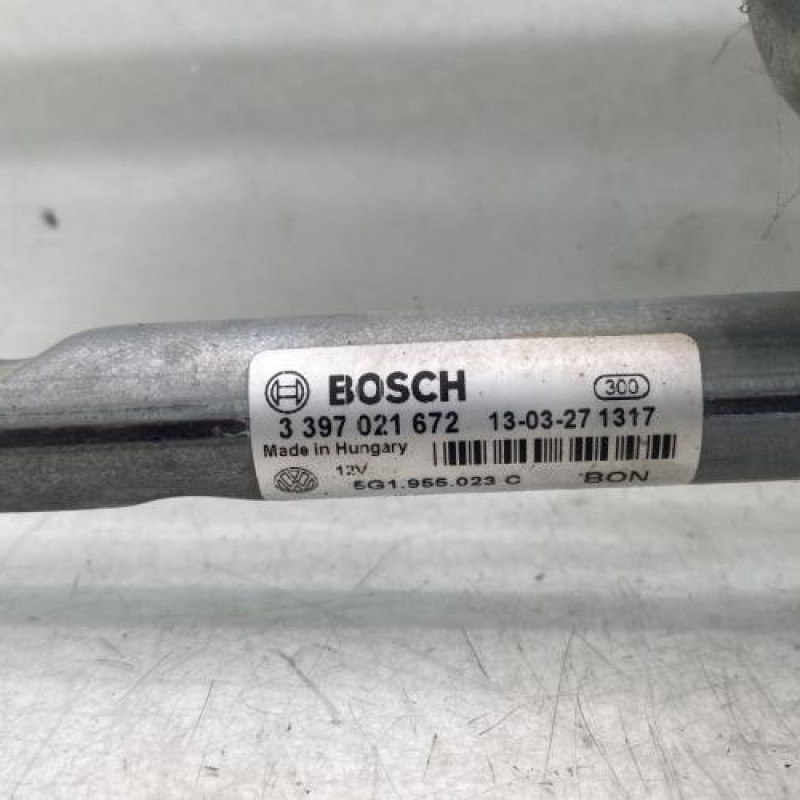 BOSCH 300
3 397 021 672 13-03-27 1317
Made in Hungary
12V
5G1.955.023 C BON